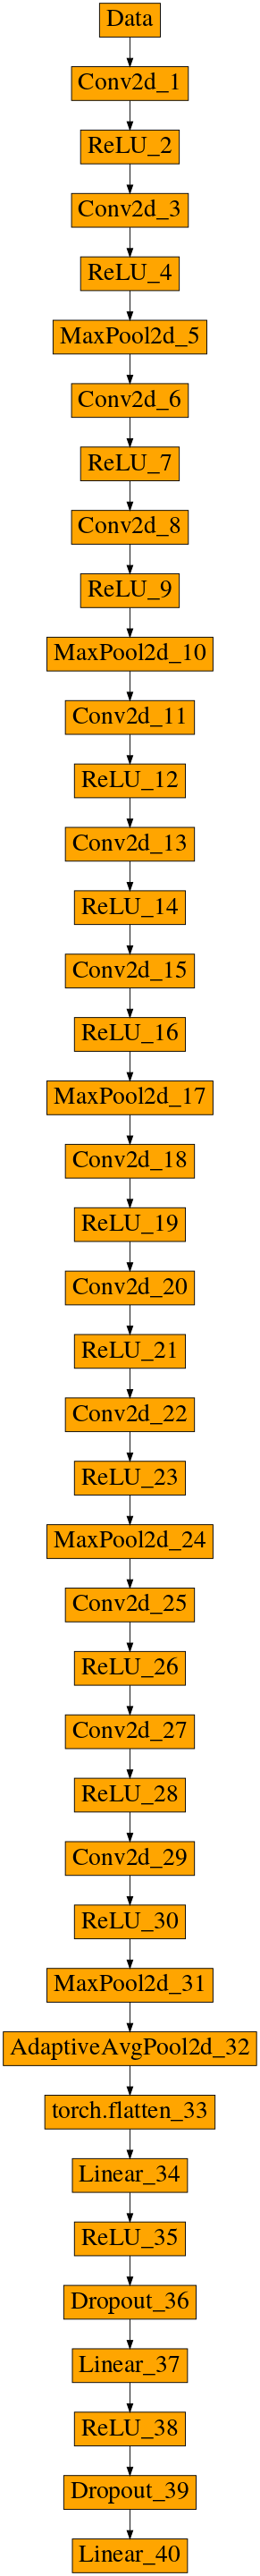 Data
Conv2d_1
ReLU_2
Conv2d_3
ReLU_4
MaxPool2d_5
Conv2d_6
ReLU_7
Conv2d_8
ReLU_9
MaxPool2d_10
Conv2d_11
ReLU_12
Conv2d_13
ReLU_14
Conv2d_15
ReLU_16
MaxPool2d_17
Conv2d_18
ReLU_19
Conv2d_20
ReLU_21
Conv2d_22
ReLU_23
MaxPool2d_24
Conv2d_25
ReLU_26
Conv2d_27
ReLU_28
Conv2d_29
ReLU_30
MaxPool2d_31
AdaptiveAvgPool2d_32
torch.flatten_33
Linear_34
ReLU_35
Dropout_36
Linear_37
ReLU_38
Dropout_39
Linear_40